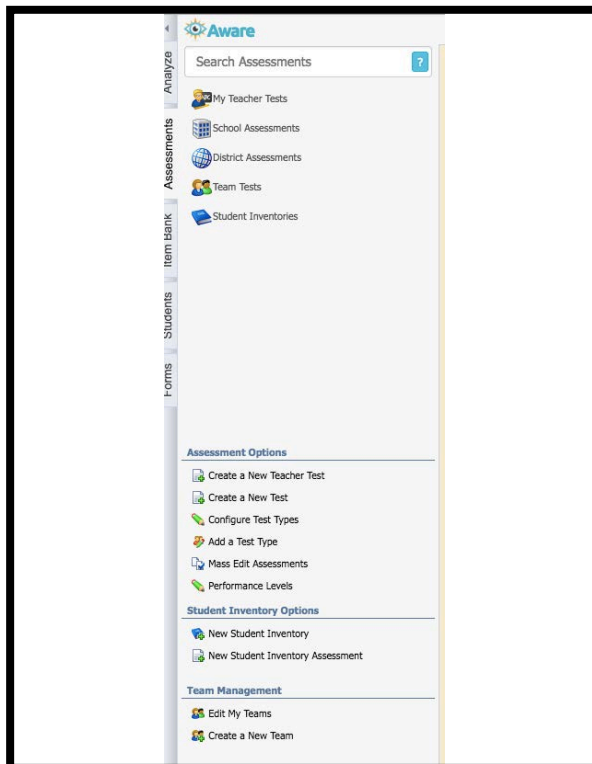 Aware
Search Assessments
?
My Teacher Tests
School Assessments
District Assessments
Team Tests
Student Inventories
Analyze
Assessments
Item Bank
Students
Forms
Assessment Options
Create a New Teacher Test
Create a New Test
Configure Test Types
Add a Test Type
Mass Edit Assessments
Performance Levels
Student Inventory Options
New Student Inventory
New Student Inventory Assessment
Team Management
Edit My Teams
Create a New Team